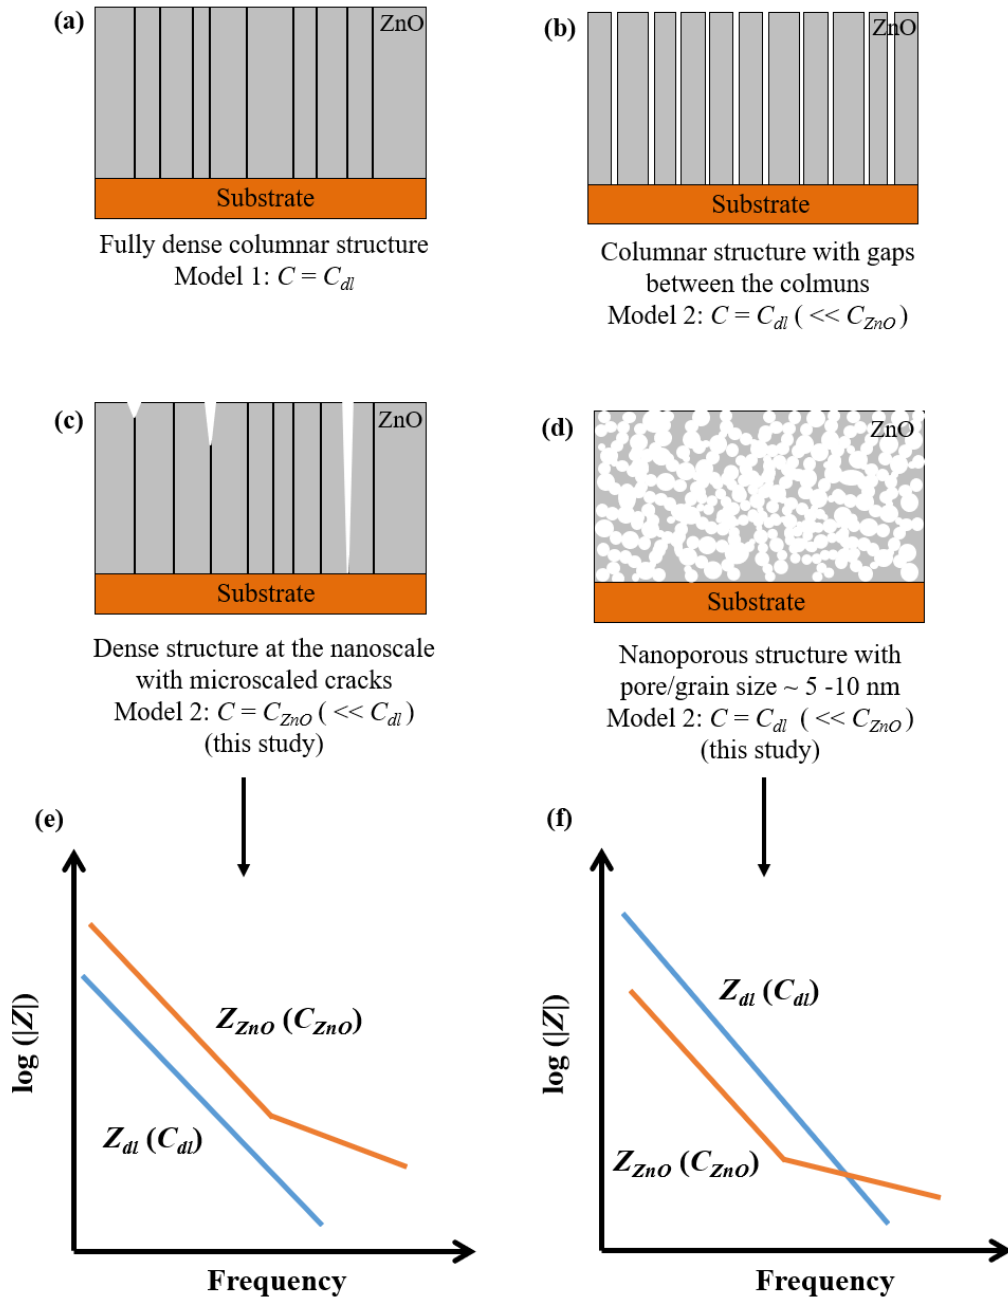 (a)
ZnO
Substrate
Fully dense columnar structure
Model 1: C = Cdl
(b)
ZnO
Substrate
Columnar structure with gaps
between the colmuns
Model 2: C = Cdl ( << CZnO)
(c)
ZnO
Substrate
Dense structure at the nanoscale
with microscaled cracks
Model 2: C = CZnO ( << Cdl)
(this study)
(d)
ZnO
Substrate
Nanoporous structure with
pore/grain size ~ 5 -10 nm
Model 2: C = Cdl ( << CZnO)
(this study)
(e)
log (|Z|)
ZZnO (CZnO)
Zdl (Cdl)
Frequency
(f)
log (|Z|)
Zdl (Cdl)
ZZnO (CZnO)
Frequency